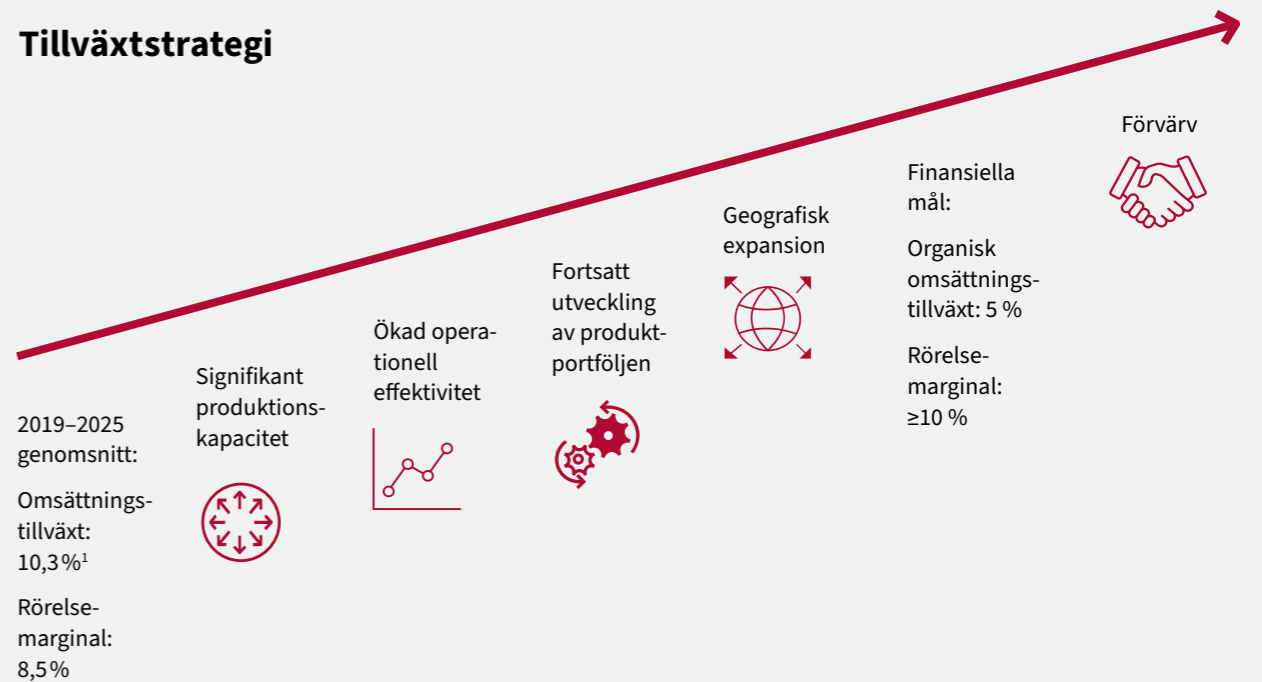 Tillväxtstrategi
2019–2025
genomsnitt:
Omsättnings-
tillväxt:
10,3 %¹
Rörelse-
marginal:
8,5 %
Signifikant
produktions-
kapacitet
Ökad opera-
tionell
effektivitet
Fortsatt
utveckling
av produkt-
portföljen
Geografisk
expansion
Finansiella
mål:
Organisk
omsättnings-
tillväxt: 5 %
Rörelse-
marginal:
≥10 %
Förvärv